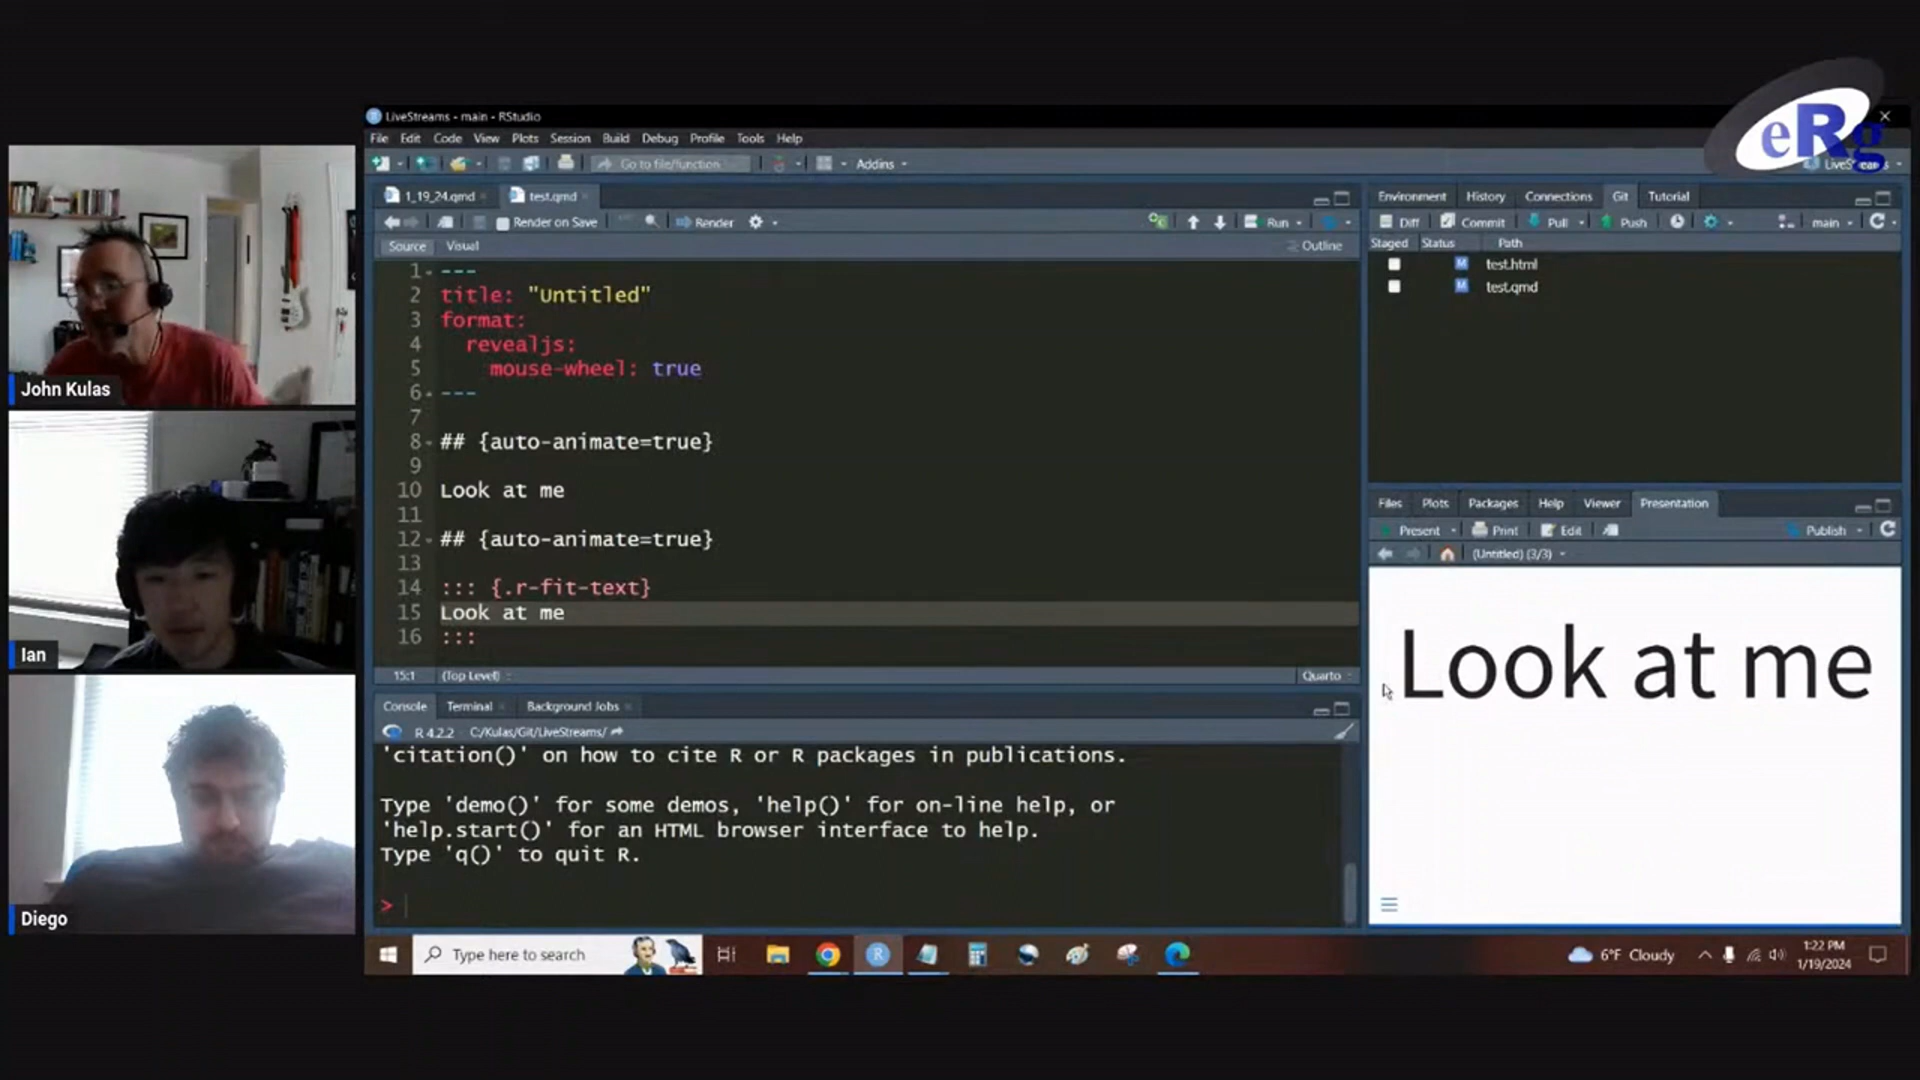 eRg
LiveStreams - main - RStudio
File Edit Code View Plots Session Build Debug Profile Tools Help
Go to file/function Addins
1_19_24.qmd test.qmd
Render on Save Render Run
Source Visual Outline
1 ---
2 title: "Untitled"
3 format:
4 revealjs:
5 mouse-wheel: true
6 ---
7
8 ## {auto-animate=true}
9
10 Look at me
11
12 ## {auto-animate=true}
13
14 ::: {.r-fit-text}
15 Look at me
16 :::
15:1 (Top Level) Quarto
Console Terminal Background Jobs
R 4.2.2 C:/Kulas/Git/LiveStreams/
'citation()' on how to cite R or R packages in publications.
Type 'demo()' for some demos, 'help()' for on-line help, or
'help.start()' for an HTML browser interface to help.
Type 'q()' to quit R.
>
Environment History Connections Git Tutorial
Diff Commit Pull Push main
Staged Status Path
M test.html
M test.qmd
Files Plots Packages Help Viewer Presentation
Present Print Edit Publish
(Untitled) (3/3)
Look at me
John Kulas
Ian
Diego
Type here to search
6°F Cloudy
1:22 PM
1/19/2024